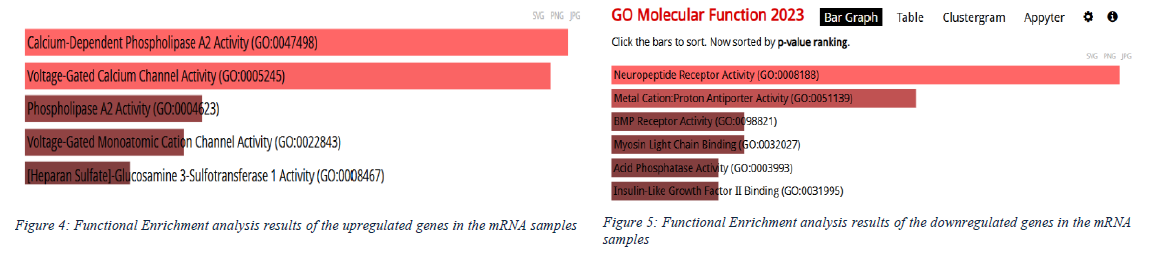 SVG PNG JPG
Calcium-Dependent Phospholipase A2 Activity (GO:0047498)
Voltage-Gated Calcium Channel Activity (GO:0005245)
Phospholipase A2 Activity (GO:0004623)
Voltage-Gated Monoatomic Cation Channel Activity (GO:0022843)
[Heparan Sulfate]-Glucosamine 3-Sulfotransferase 1 Activity (GO:0008467)
Figure 4: Functional Enrichment analysis results of the upregulated genes in the mRNA samples
GO Molecular Function 2023 Bar Graph Table Clustergram Appyter
Click the bars to sort. Now sorted by p-value ranking.
SVG PNG JPG
Neuropeptide Receptor Activity (GO:0008188)
Metal Cation:Proton Antiporter Activity (GO:0051139)
BMP Receptor Activity (GO:0098821)
Myosin Light Chain Binding (GO:0032027)
Acid Phosphatase Activity (GO:0003993)
Insulin-Like Growth Factor II Binding (GO:0031995)
Figure 5: Functional Enrichment analysis results of the downregulated genes in the mRNA
samples